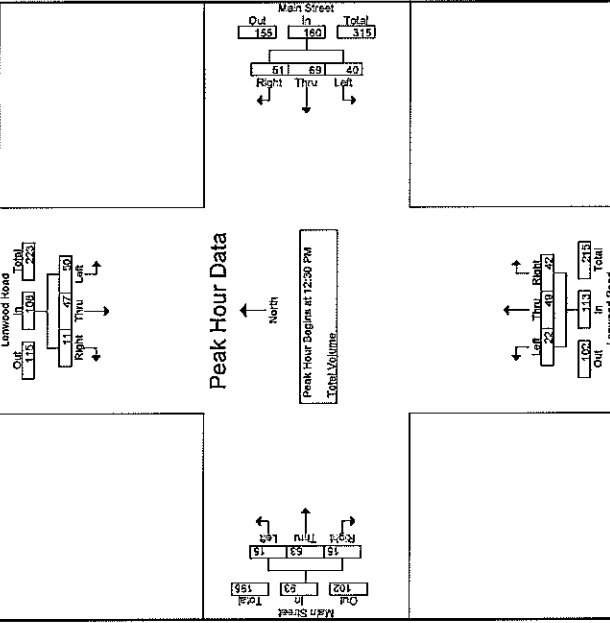 Main Street
Out In Total
155 160 315
51 69 40
Right Thru Left
Lenwood Road
Out In Total
115 108 223
11 47 50
Right Thru Left
Peak Hour Data
North
Peak Hour Begins at 12:30 PM
Total Volume
Left Thru Right
22 49 42
102 113 215
Out In Total
Lenwood Road
Left Thru Right
15 63 15
195 93 102
Total In Out
Main Street